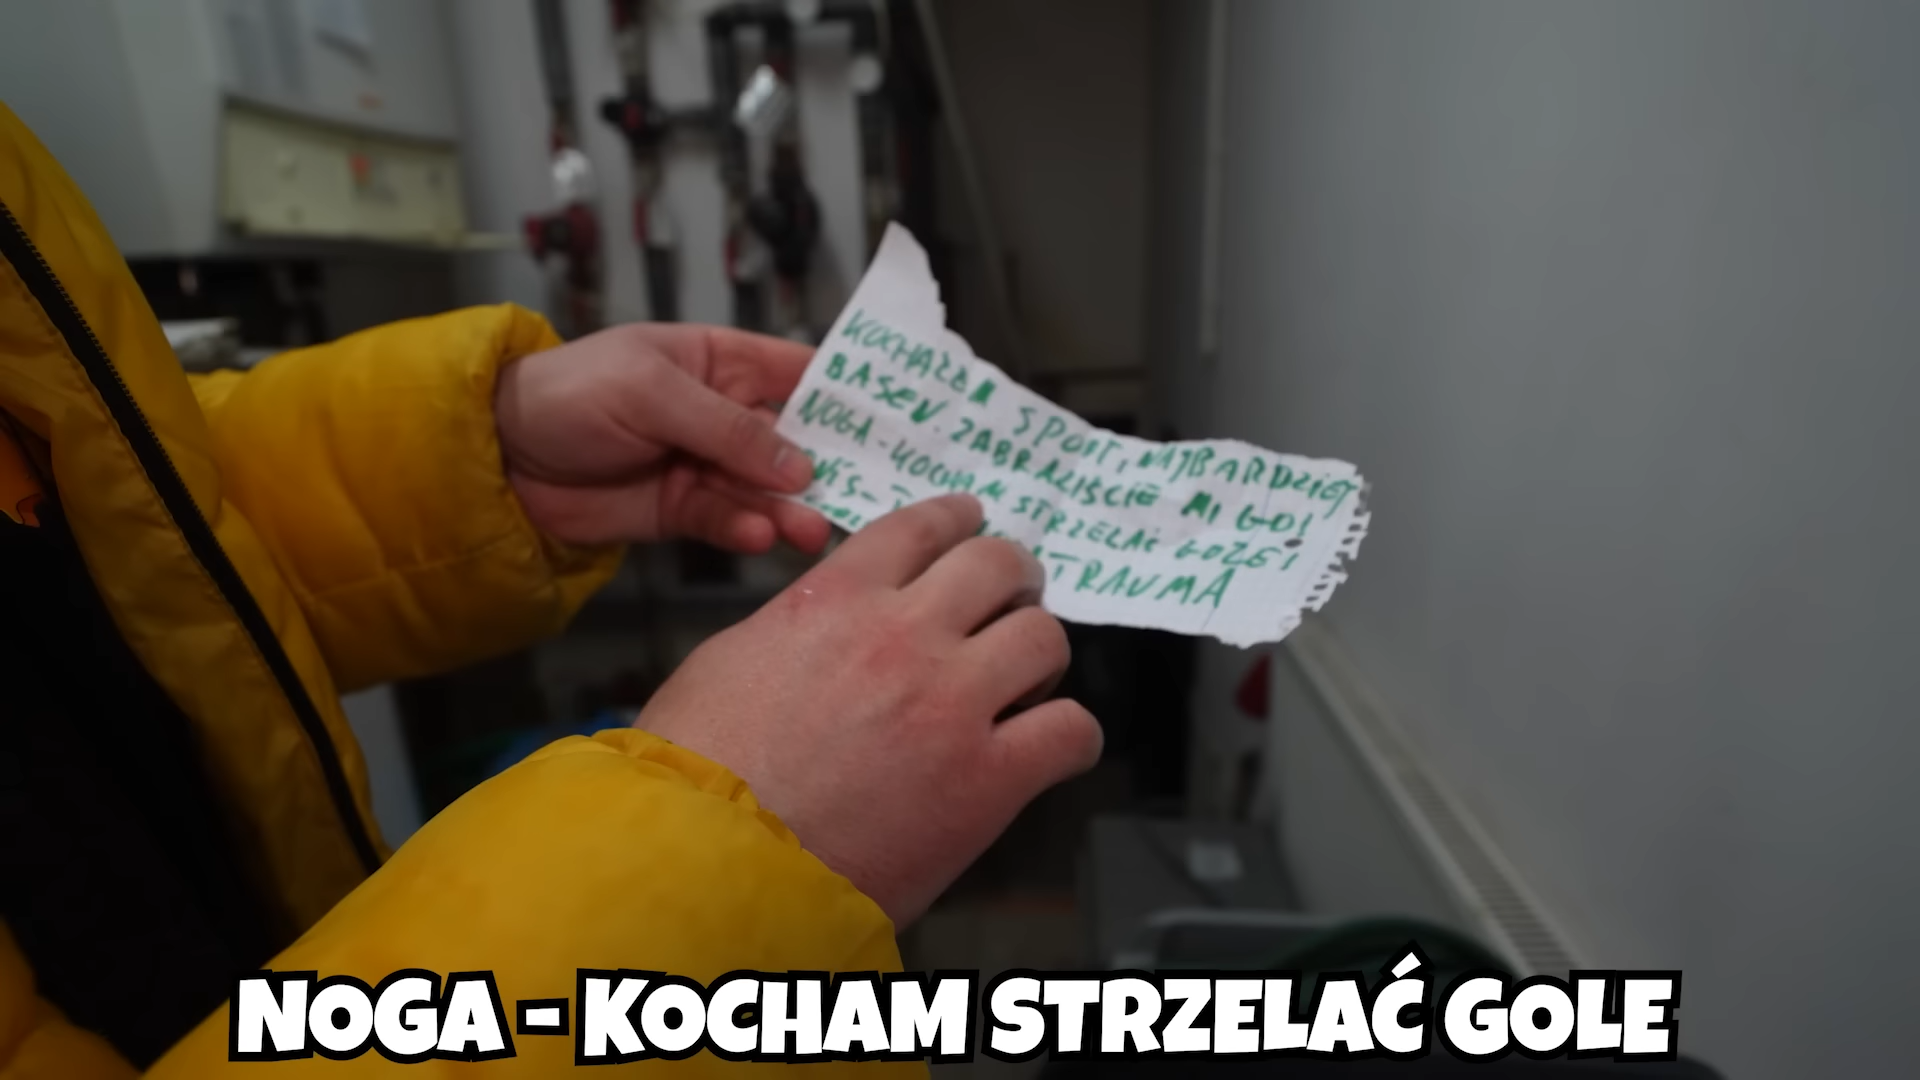 KOCHAŁEM SPORT, NAJBARDZIEJ
BASEN. ZABRALIŚCIE MI GO!
NOGA - KOCHAM STRZELAĆ GOLE!
TRAUMA
NOGA - KOCHAM STRZELAĆ GOLE